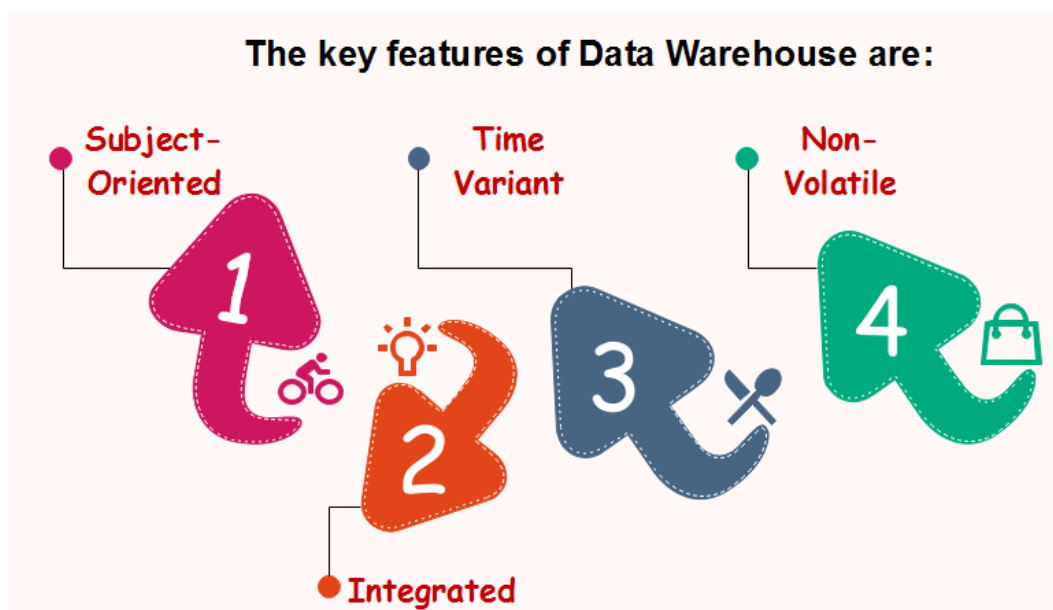 The key features of Data Warehouse are:
Subject-
Oriented
1
Integrated
2
Time
Variant
3
Non-
Volatile
4